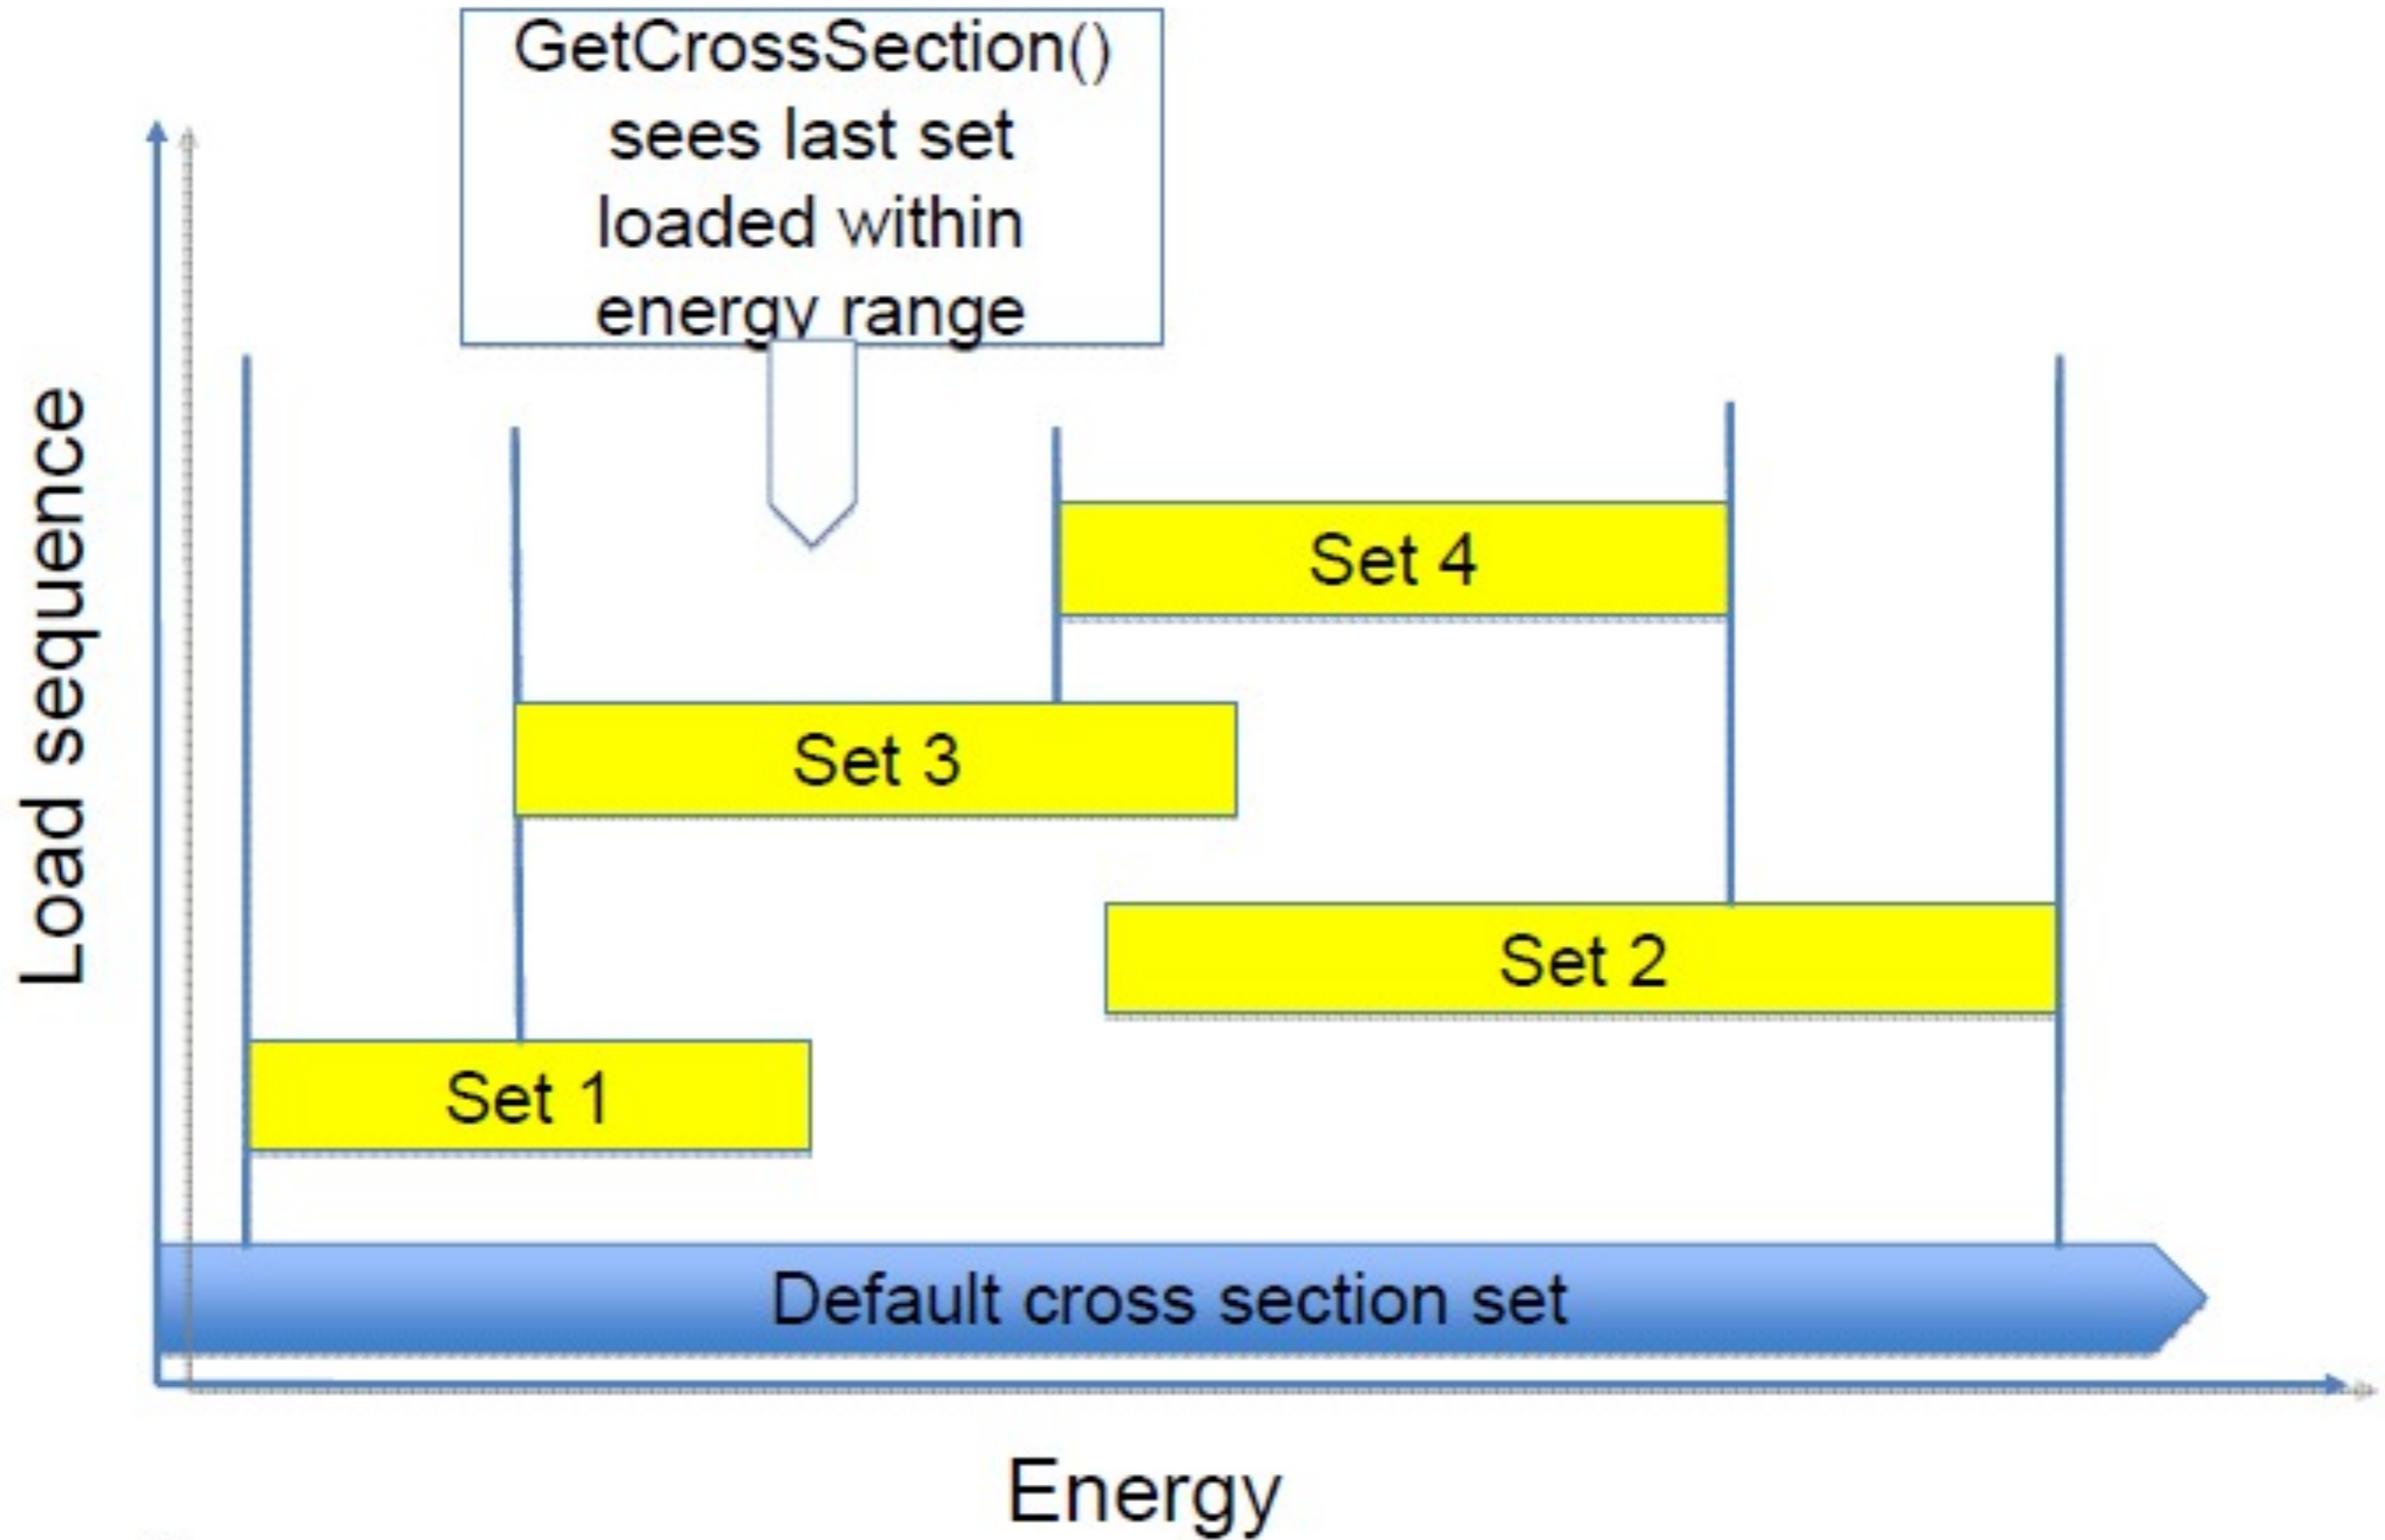 GetCrossSection()
sees last set
loaded within
energy range
Load sequence
Set 4
Set 3
Set 2
Set 1
Default cross section set
Energy